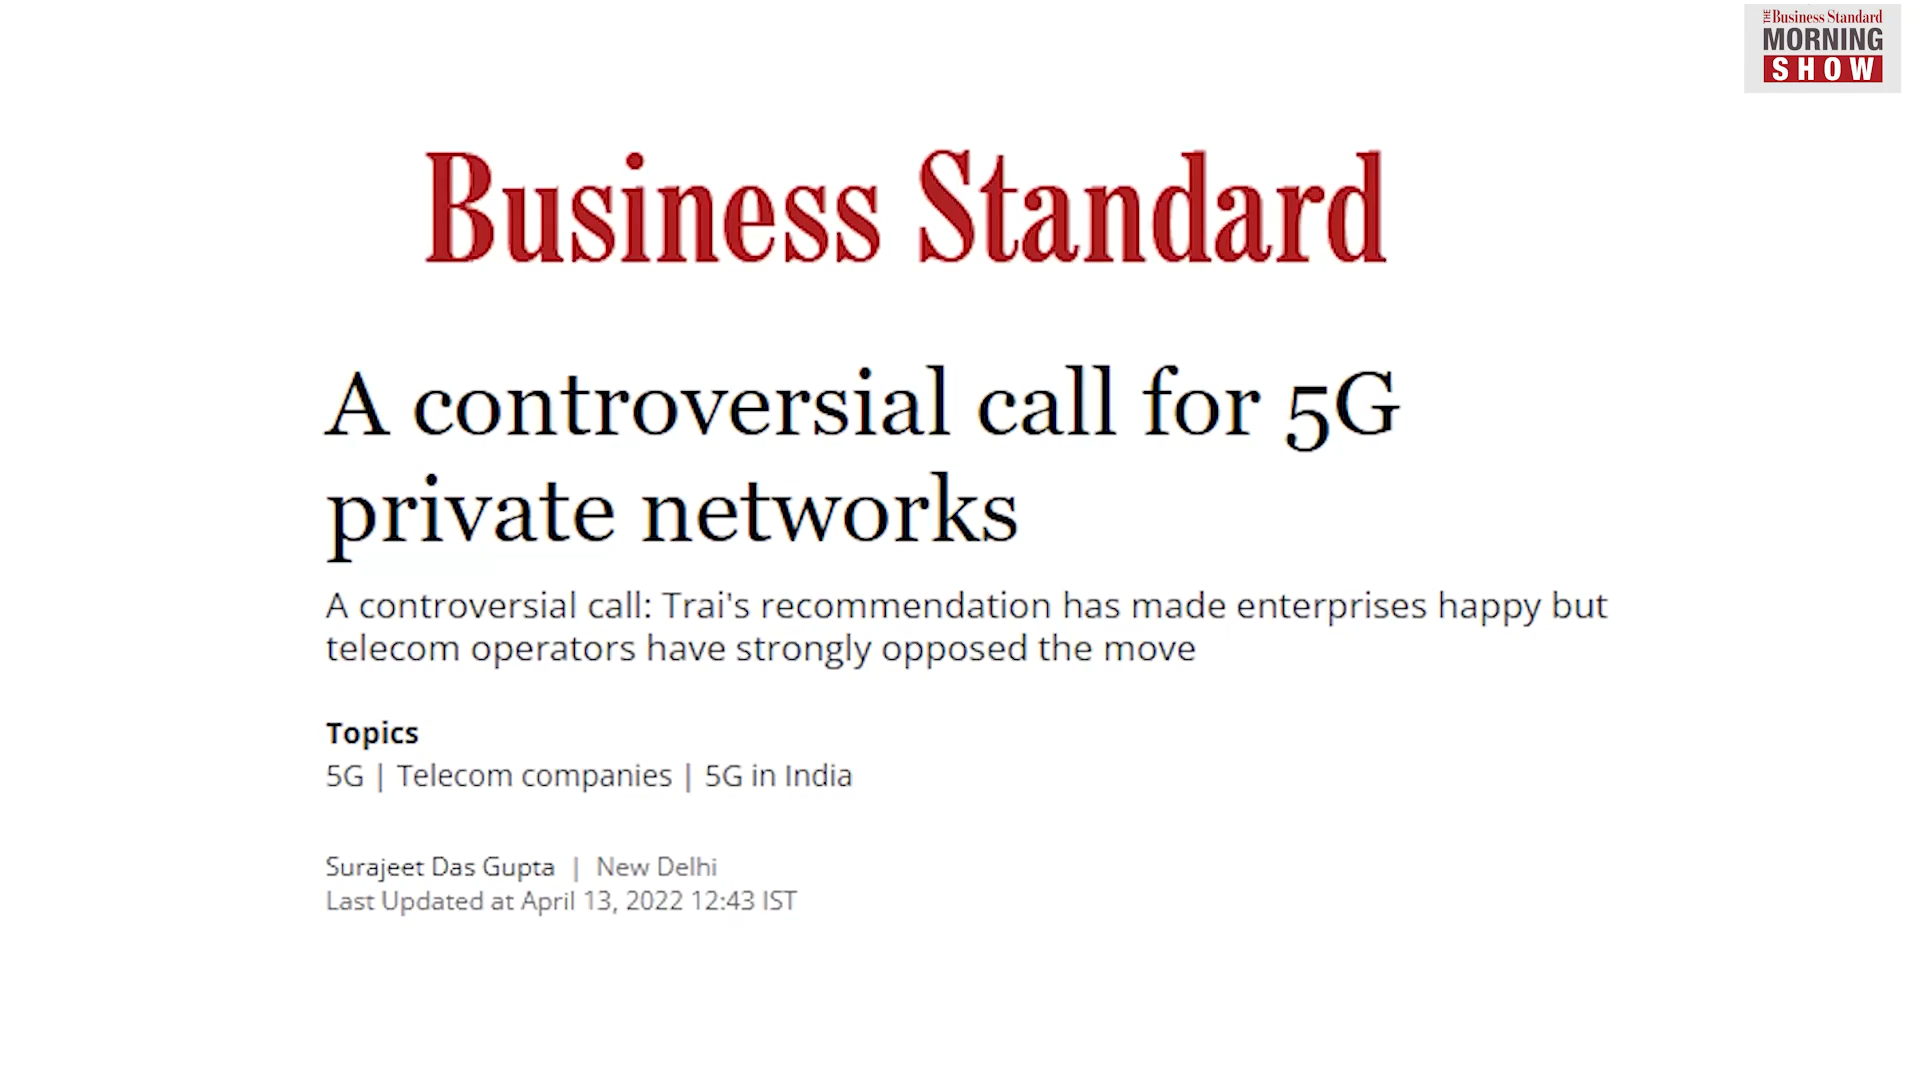 THE Business Standard
MORNING
SHOW
Business Standard
A controversial call for 5G
private networks
A controversial call: Trai's recommendation has made enterprises happy but
telecom operators have strongly opposed the move
Topics
5G | Telecom companies | 5G in India
Surajeet Das Gupta | New Delhi
Last Updated at April 13, 2022 12:43 IST